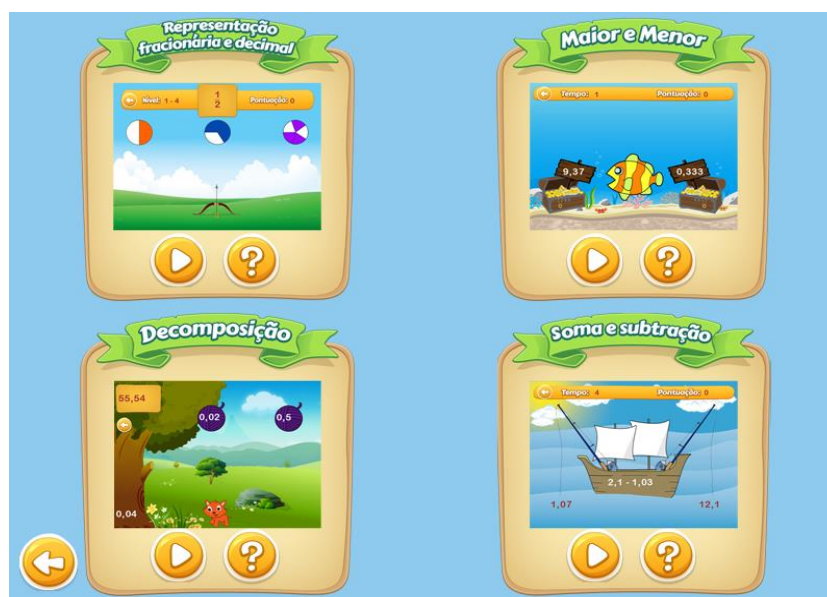 Representação
fracionária e decimal
Nível: 1 - 4
1
2
Pontuação: 0
Maior e Menor
Tempo: 1
Pontuação: 0
9,37
0,333
?
?
Decomposição
55,54
0,02
0,5
0,04
Soma e subtração
Tempo: 4
Pontuação: 0
2,1 - 1,03
1,07
12,1
?
?